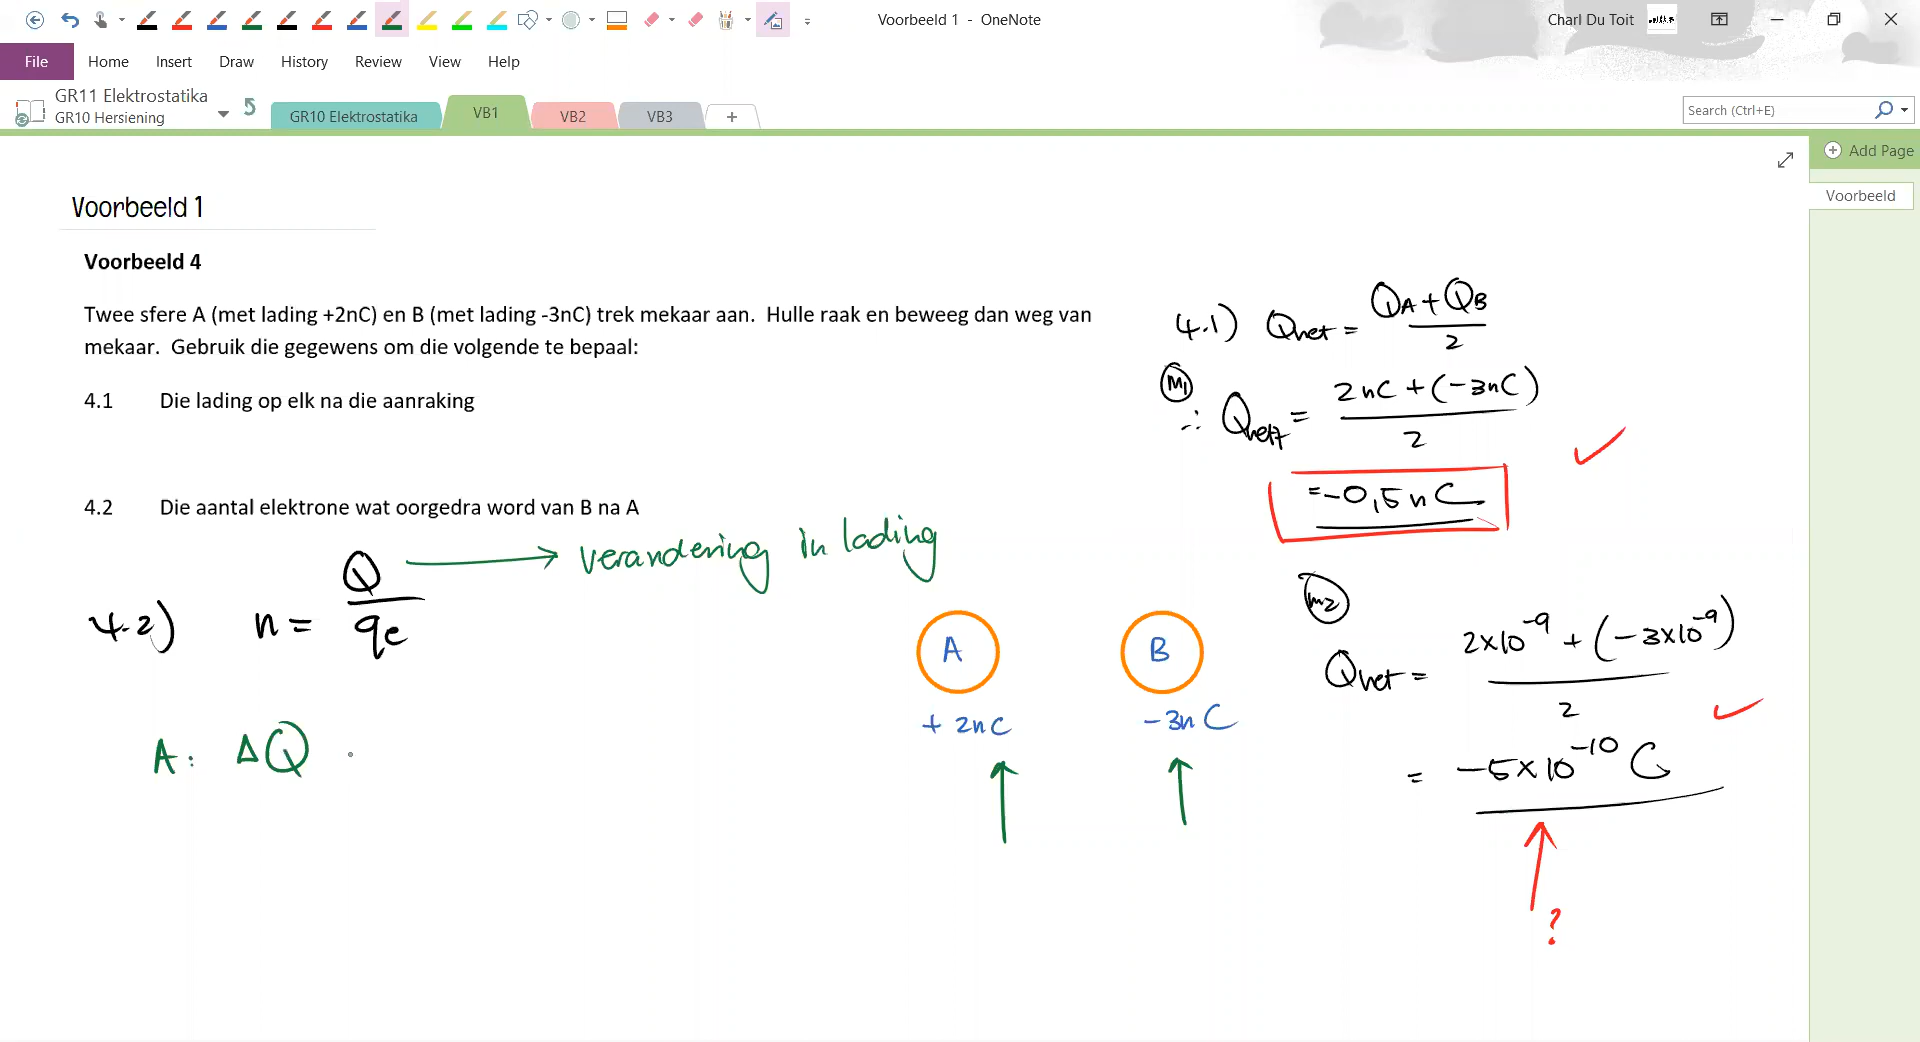 Voorbeeld 1 - OneNote
Charl Du Toit
File Home Insert Draw History Review View Help
GR11 Elektrostatika
GR10 Hersiening
GR10 Elektrostatika VB1 VB2 VB3 +
Search (Ctrl+E)
Add Page
Voorbeeld
Voorbeeld 1
Voorbeeld 4
Twee sfere A (met lading +2nC) en B (met lading -3nC) trek mekaar aan. Hulle raak en beweeg dan weg van
mekaar. Gebruik die gegewens om die volgende te bepaal:
4.1 Die lading op elk na die aanraking
4.2 Die aantal elektrone wat oorgedra word van B na A
4.2) n = Q / qe
verandering in lading
A: ΔQ
A
+ 2nC
B
- 3nC
4.1) Qnet = QA + QB / 2
M1
∴ Qnet = 2nC + (-3nC) / 2
= -0,5nC
M2
Qnet = 2x10⁻⁹ + (-3x10⁻⁹) / 2
= -5x10⁻¹⁰ C
?